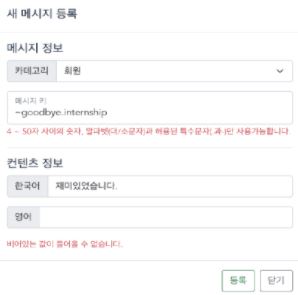 새 메시지 등록
메시지 정보
카테고리 회원
메시지 키
~goodbye.internship
4 ~ 50자 사이의 숫자, 알파벳(대/소문자)과 허용된 특수문자(.과-)만 사용가능합니다.
컨텐츠 정보
한국어 재미있었습니다.
영어
비어있는 값이 들어올 수 없습니다.
등록 닫기